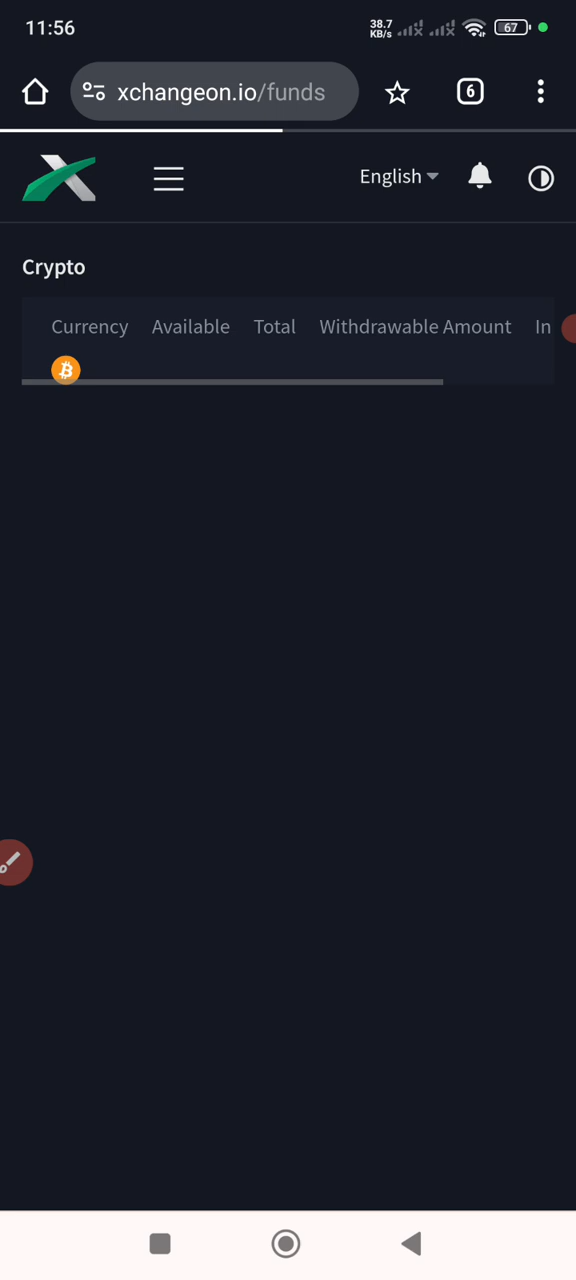 11:56
38.7
KB/s
67
xchangeon.io/funds
6
English
Crypto
Currency Available Total Withdrawable Amount In